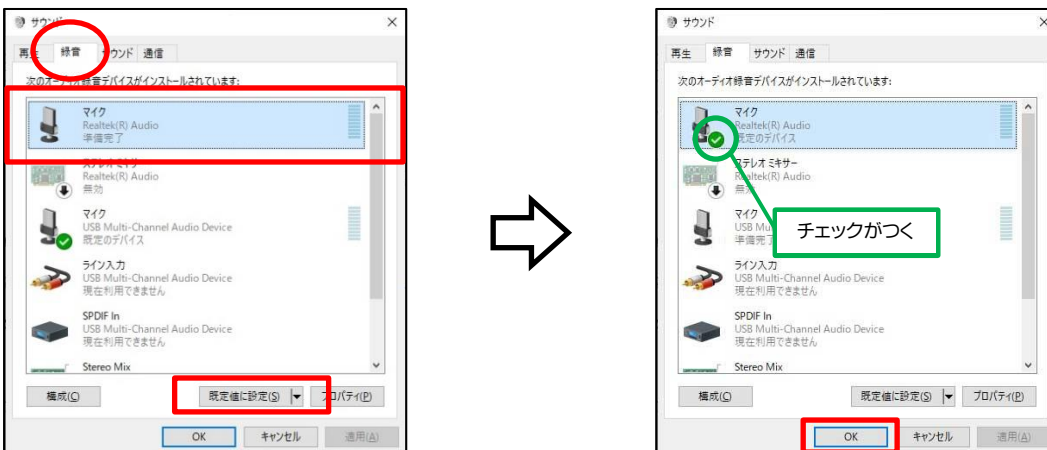 サウンド
再生 録音 サウンド 通信
次のオーディオ録音デバイスがインストールされています:
マイク
Realtek(R) Audio
準備完了
ステレオ ミキサー
Realtek(R) Audio
無効
マイク
USB Multi-Channel Audio Device
既定のデバイス
ライン入力
USB Multi-Channel Audio Device
現在利用できません
SPDIF In
USB Multi-Channel Audio Device
現在利用できません
Stereo Mix
構成(C) 既定値に設定(S) プロパティ(P)
OK キャンセル 適用(A)
サウンド
再生 録音 サウンド 通信
次のオーディオ録音デバイスがインストールされています:
マイク
Realtek(R) Audio
既定のデバイス
ステレオ ミキサー
Realtek(R) Audio
無効
マイク
USB Mu
準備完了
チェックがつく
ライン入力
USB Multi-Channel Audio Device
現在利用できません
SPDIF In
USB Multi-Channel Audio Device
現在利用できません
Stereo Mix
構成(C) 既定値に設定(S) プロパティ(P)
OK キャンセル 適用(A)